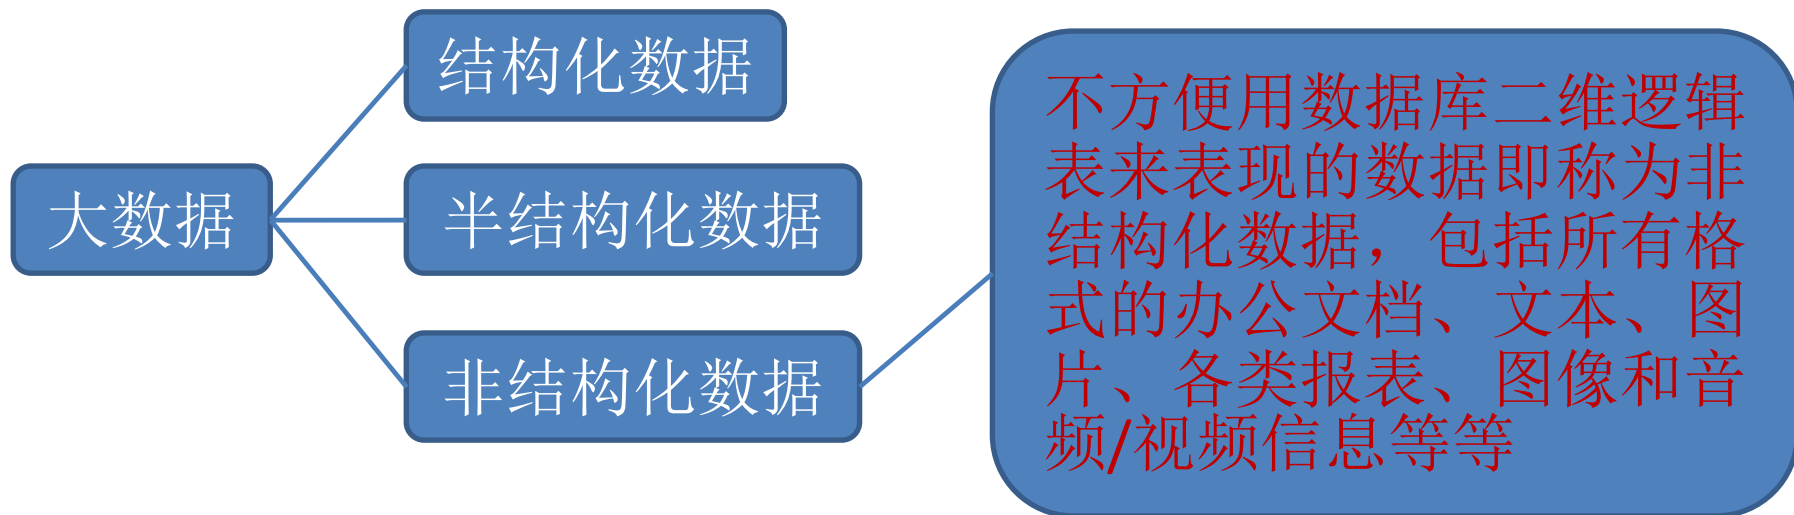 结构化数据
大数据
半结构化数据
非结构化数据
不方便用数据库二维逻辑
表来表现的数据即称为非
结构化数据，包括所有格
式的办公文档、文本、图
片、各类报表、图像和音
频/视频信息等等